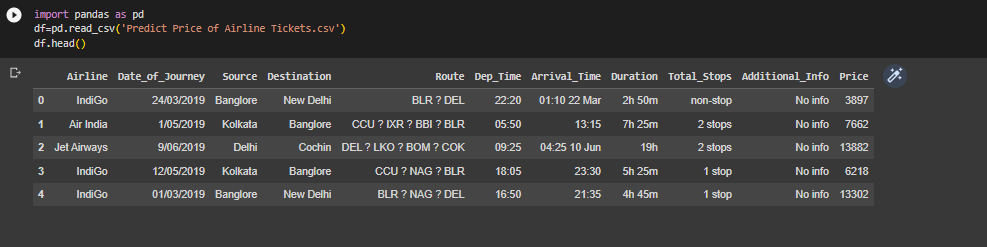 import pandas as pd
df=pd.read_csv('Predict Price of Airline Tickets.csv')
df.head()
Airline Date_of_Journey Source Destination Route Dep_Time Arrival_Time Duration Total_Stops Additional_Info Price
0 IndiGo 24/03/2019 Banglore New Delhi BLR ? DEL 22:20 01:10 22 Mar 2h 50m non-stop No info 3897
1 Air India 1/05/2019 Kolkata Banglore CCU ? IXR ? BBI ? BLR 05:50 13:15 7h 25m 2 stops No info 7662
2 Jet Airways 9/06/2019 Delhi Cochin DEL ? LKO ? BOM ? COK 09:25 04:25 10 Jun 19h 2 stops No info 13882
3 IndiGo 12/05/2019 Kolkata Banglore CCU ? NAG ? BLR 18:05 23:30 5h 25m 1 stop No info 6218
4 IndiGo 01/03/2019 Banglore New Delhi BLR ? NAG ? DEL 16:50 21:35 4h 45m 1 stop No info 13302